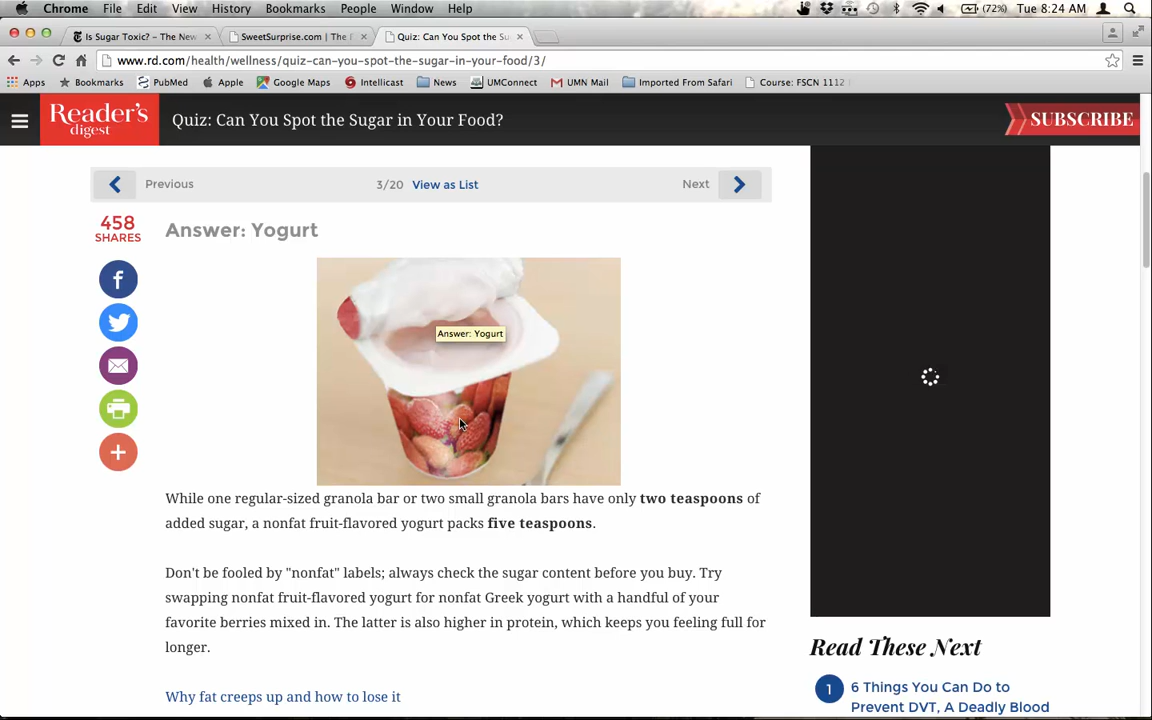 Chrome File Edit View History Bookmarks People Window Help (72%) Tue 8:24 AM
Is Sugar Toxic? - The New
SweetSurprise.com | The
Quiz: Can You Spot the Su
www.rd.com/health/wellness/quiz-can-you-spot-the-sugar-in-your-food/3/
Apps Bookmarks PubMed Apple Google Maps Intellicast News UMConnect UMN Mail Imported From Safari Course: FSCN 1112
Reader's
digest
Quiz: Can You Spot the Sugar in Your Food?
SUBSCRIBE
Previous 3/20 View as List Next
458
SHARES
Answer: Yogurt
Answer: Yogurt
While one regular-sized granola bar or two small granola bars have only two teaspoons of
added sugar, a nonfat fruit-flavored yogurt packs five teaspoons.
Don't be fooled by "nonfat" labels; always check the sugar content before you buy. Try
swapping nonfat fruit-flavored yogurt for nonfat Greek yogurt with a handful of your
favorite berries mixed in. The latter is also higher in protein, which keeps you feeling full for
longer.
Why fat creeps up and how to lose it
Read These Next
1 6 Things You Can Do to
Prevent DVT, A Deadly Blood